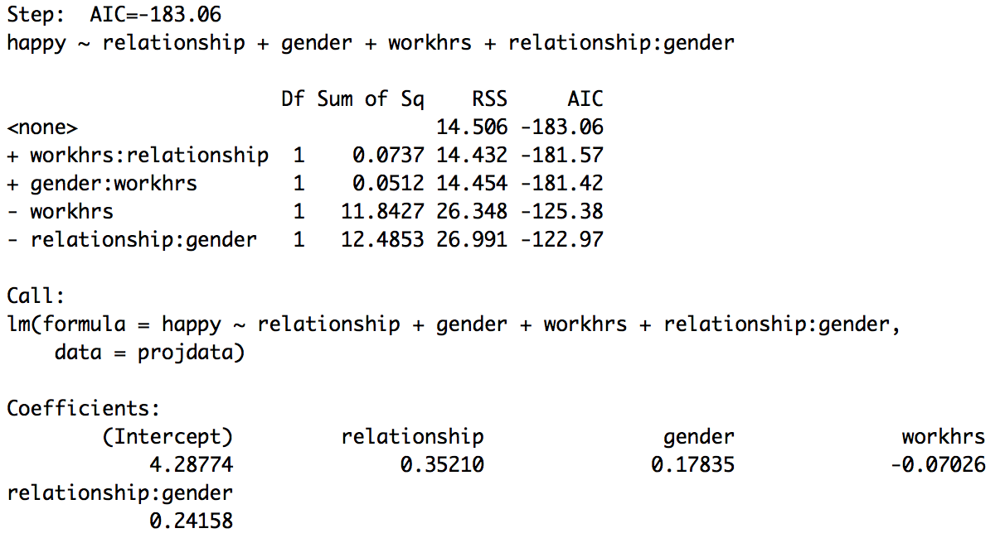 Step:  AIC=-183.06
happy ~ relationship + gender + workhrs + relationship:gender
                       Df Sum of Sq    RSS     AIC
<none>                              14.506 -183.06
+ workhrs:relationship  1    0.0737 14.432 -181.57
+ gender:workhrs        1    0.0512 14.454 -181.42
- workhrs               1   11.8427 26.348 -125.38
- relationship:gender   1   12.4853 26.991 -122.97
Call:
lm(formula = happy ~ relationship + gender + workhrs + relationship:gender,
    data = projdata)
Coefficients:
        (Intercept)         relationship               gender              workhrs
            4.28774              0.35210              0.17835             -0.07026
relationship:gender
            0.24158